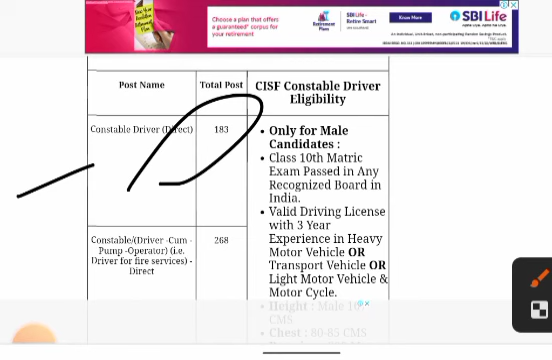 Choose a plan that offers
a guaranteed* corpus for
your retirement
Retirement
Plans
SBI Life -
Retire Smart
Know More
SBI Life
Post Name
Total Post
CISF Constable Driver
Eligibility
Constable Driver (Direct)
183
Only for Male
Candidates :
Class 10th Matric
Exam Passed in Any
Recognized Board in
India.
Valid Driving License
with 3 Year
Experience in Heavy
Motor Vehicle OR
Transport Vehicle OR
Light Motor Vehicle &
Motor Cycle.
Constable/(Driver -Cum -
Pump -Operator) (i.e.
Driver for fire services) -
Direct
268
Height : Male
CMS
Chest : 80-85 CMS